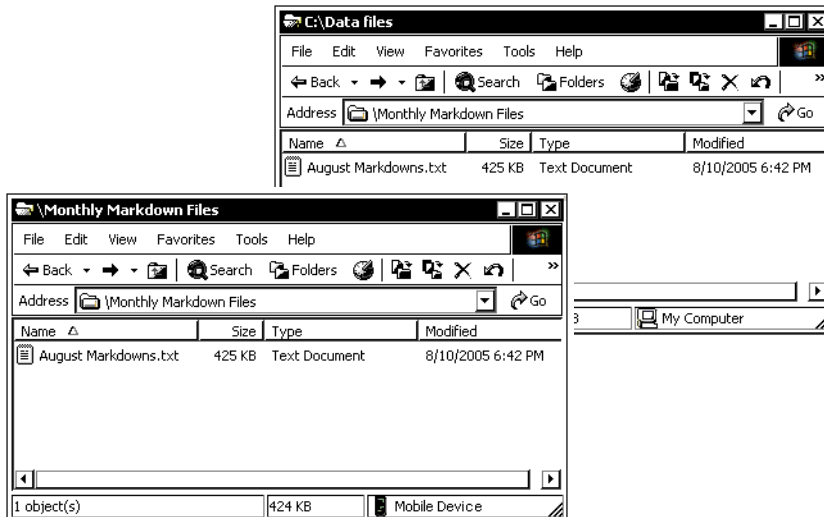 C:\Data files
File Edit View Favorites Tools Help
Back Search Folders »
Address \Monthly Markdown Files Go
Name Size Type Modified
August Markdowns.txt 425 KB Text Document 8/10/2005 6:42 PM
My Computer
\Monthly Markdown Files
File Edit View Favorites Tools Help
Back Search Folders »
Address \Monthly Markdown Files Go
Name Size Type Modified
August Markdowns.txt 425 KB Text Document 8/10/2005 6:42 PM
1 object(s) 424 KB Mobile Device